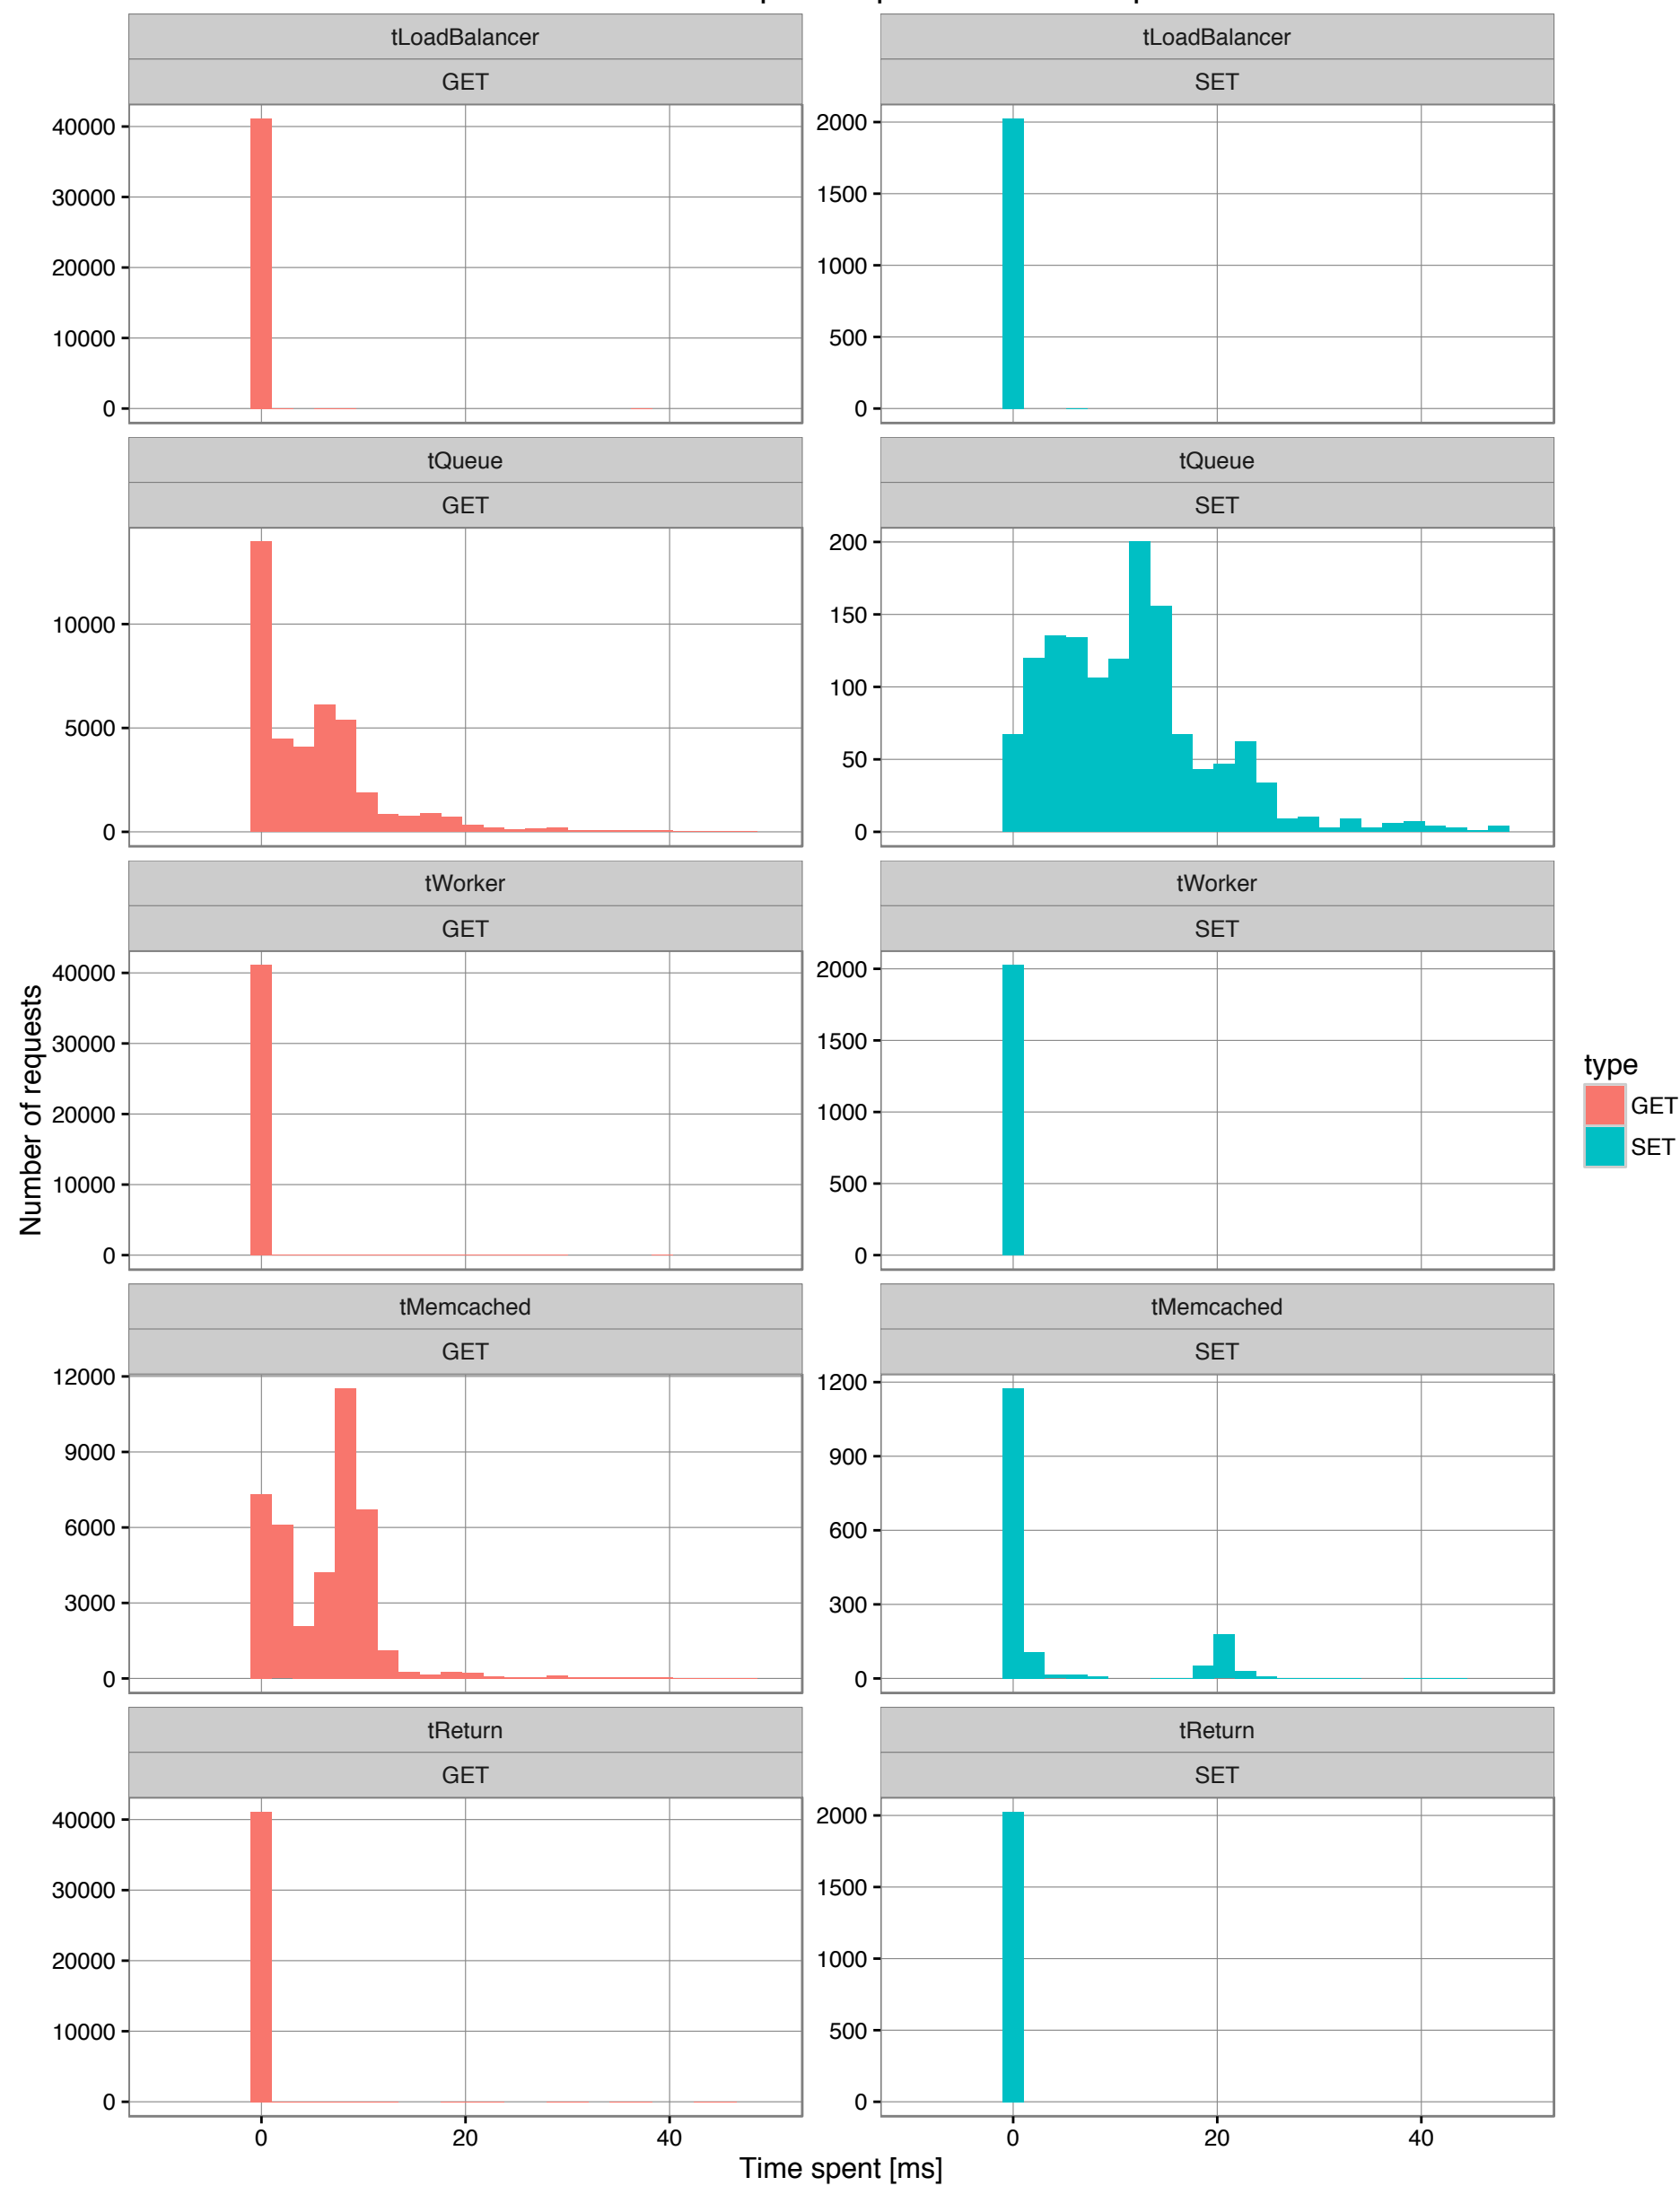 tLoadBalancer
GET
40000
30000
20000
10000
0
tLoadBalancer
SET
2000
1500
1000
500
0
tQueue
GET
10000
5000
0
tQueue
SET
200
150
100
50
0
tWorker
GET
40000
30000
20000
10000
0
tWorker
SET
2000
1500
1000
500
0
tMemcached
GET
12000
9000
6000
3000
0
tMemcached
SET
1200
900
600
300
0
tReturn
GET
40000
30000
20000
10000
0
0
20
40
tReturn
SET
2000
1500
1000
500
0
0
20
40
Number of requests
Time spent [ms]
type
GET
SET